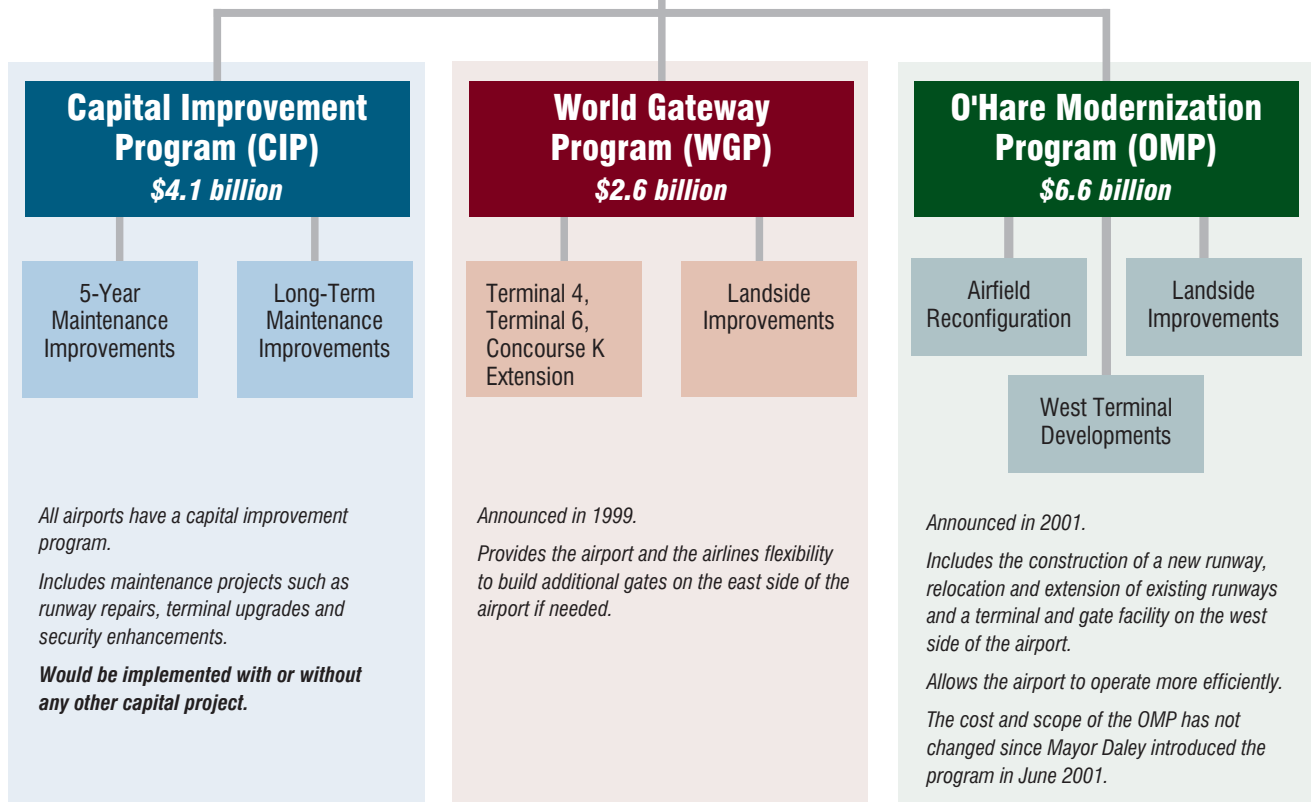 Capital Improvement
Program (CIP)
$4.1 billion
5-Year
Maintenance
Improvements
Long-Term
Maintenance
Improvements
All airports have a capital improvement
program.
Includes maintenance projects such as
runway repairs, terminal upgrades and
security enhancements.
Would be implemented with or without
any other capital project.
World Gateway
Program (WGP)
$2.6 billion
Terminal 4,
Terminal 6,
Concourse K
Extension
Landside
Improvements
Announced in 1999.
Provides the airport and the airlines flexibility
to build additional gates on the east side of the
airport if needed.
O'Hare Modernization
Program (OMP)
$6.6 billion
Airfield
Reconfiguration
Landside
Improvements
West Terminal
Developments
Announced in 2001.
Includes the construction of a new runway,
relocation and extension of existing runways
and a terminal and gate facility on the west
side of the airport.
Allows the airport to operate more efficiently.
The cost and scope of the OMP has not
changed since Mayor Daley introduced the
program in June 2001.